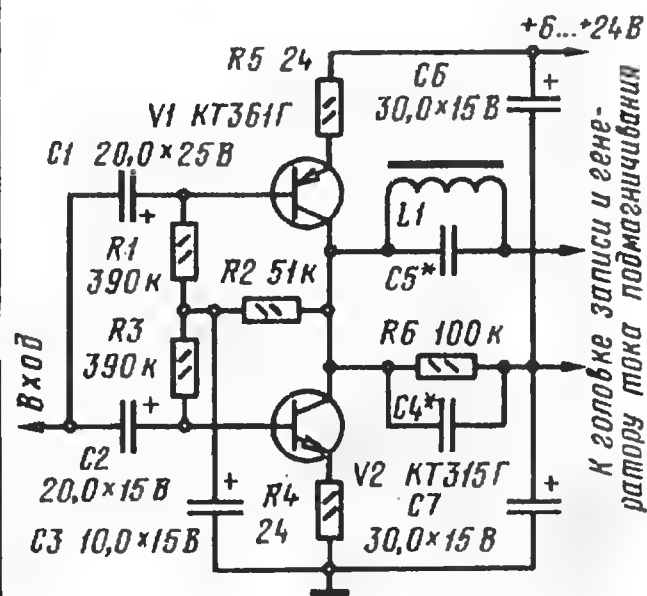 +6...+24В
R5 24
C6
30,0×15В
V1 КТ361Г
C1 20,0×25В
+
+
R1
390к
L1
C5*
R2 51к
R3
390к
R6 100к
C4*
Вход
+
C2
20,0×15В
V2 КТ315Г
R4
24
C3 10,0×15В
+
C7
30,0×15В
+
К головке записи и гене-
ратору тока подмагничивания